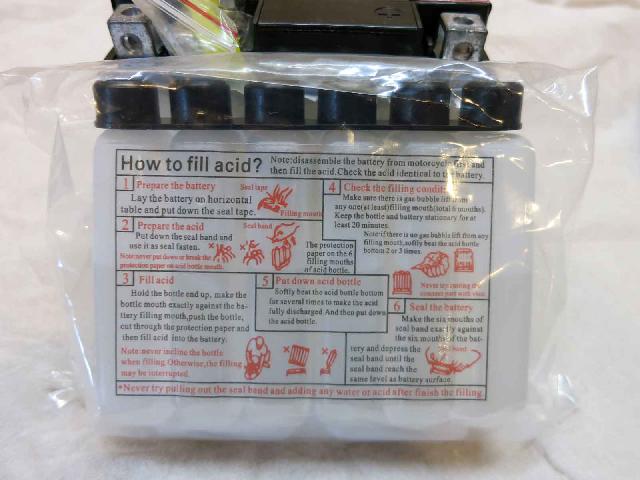 How to fill acid?
Note:disassemble the battery from motorcycle first and
then fill the acid.Check the acid identical to the battery.
1 Prepare the battery
Seal tape
Lay the battery on horizontal
table and put down the seal tape.
Filling mouth
2 Prepare the acid
Seal band
Put down the seal band and
use it as seal fasten.
Note:never put down or break the
protection paper on acid bottle mouth.
The protection
paper on the 6
filling mouths
of acid bottle.
3 Fill acid
Hold the bottle end up, make the
bottle mouth exactly against the ba-
ttery filling mouth,push the bottle,
cut through the protection paper and
then fill acid into the battery.
Note:never incline the bottle
when filling.Otherwise,the filling
may be interrupted.
4 Check the filling condition
Make sure there is gas bubble lift from
any one(at least)filling mouth(total 6 mouths).
Keep the bottle and battery stationary for at
least 20 minutes.
Note:if there is no gas bubble lift from any
filling mouth,softly beat the acid bottle
bottom 2 or 3 times.
Never try cutting the
5 Put down acid bottle
Softly beat the acid bottle bottom
for several times to make the acid
fully discharged. And then put down
the acid bottle.
6 Seal the battery
Make the six mouths of
seal band exactly against
the six mouths of the bat-
tery and depress the
seal band until the
seal band reach the
same level as battery surface.
Seal band
*Never try pulling out the seal band and adding any water or acid after finish the filling.